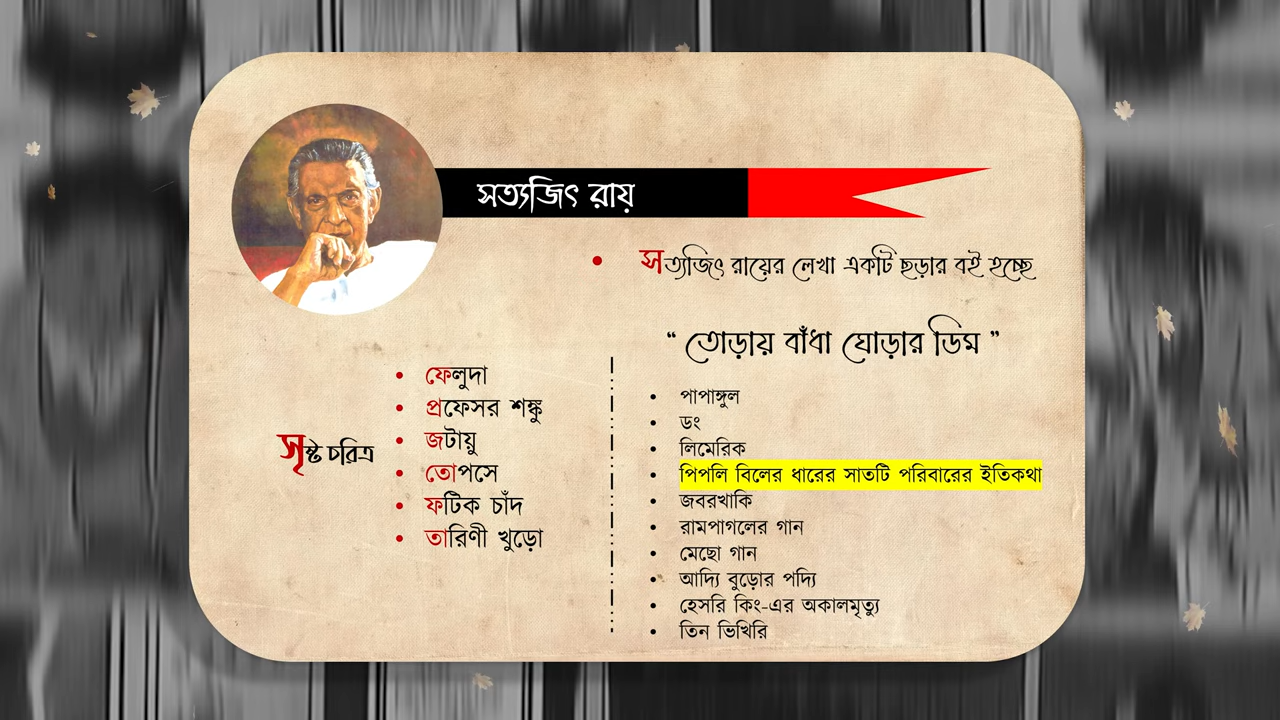 সত্যজিৎ রায়
• সত্যজিৎ রায়ের লেখা একটি ছড়ার বই হচ্ছে
“ তোড়ায় বাঁধা ঘোড়ার ডিম ”
সৃষ্ট চরিত্র
• ফেলুদা
• প্রফেসর শঙ্কু
• জটায়ু
• তোপসে
• ফটিক চাঁদ
• তারিণী খুড়ো
• পাপাঙ্গুল
• ডং
• লিমেরিক
• পিপলি বিলের ধারের সাতটি পরিবারের ইতিকথা
• জবরখাকি
• রামপাগলের গান
• মেছো গান
• আদ্যি বুড়োর পদ্যি
• হেসরি কিং-এর অকালমৃত্যু
• তিন ভিখিরি